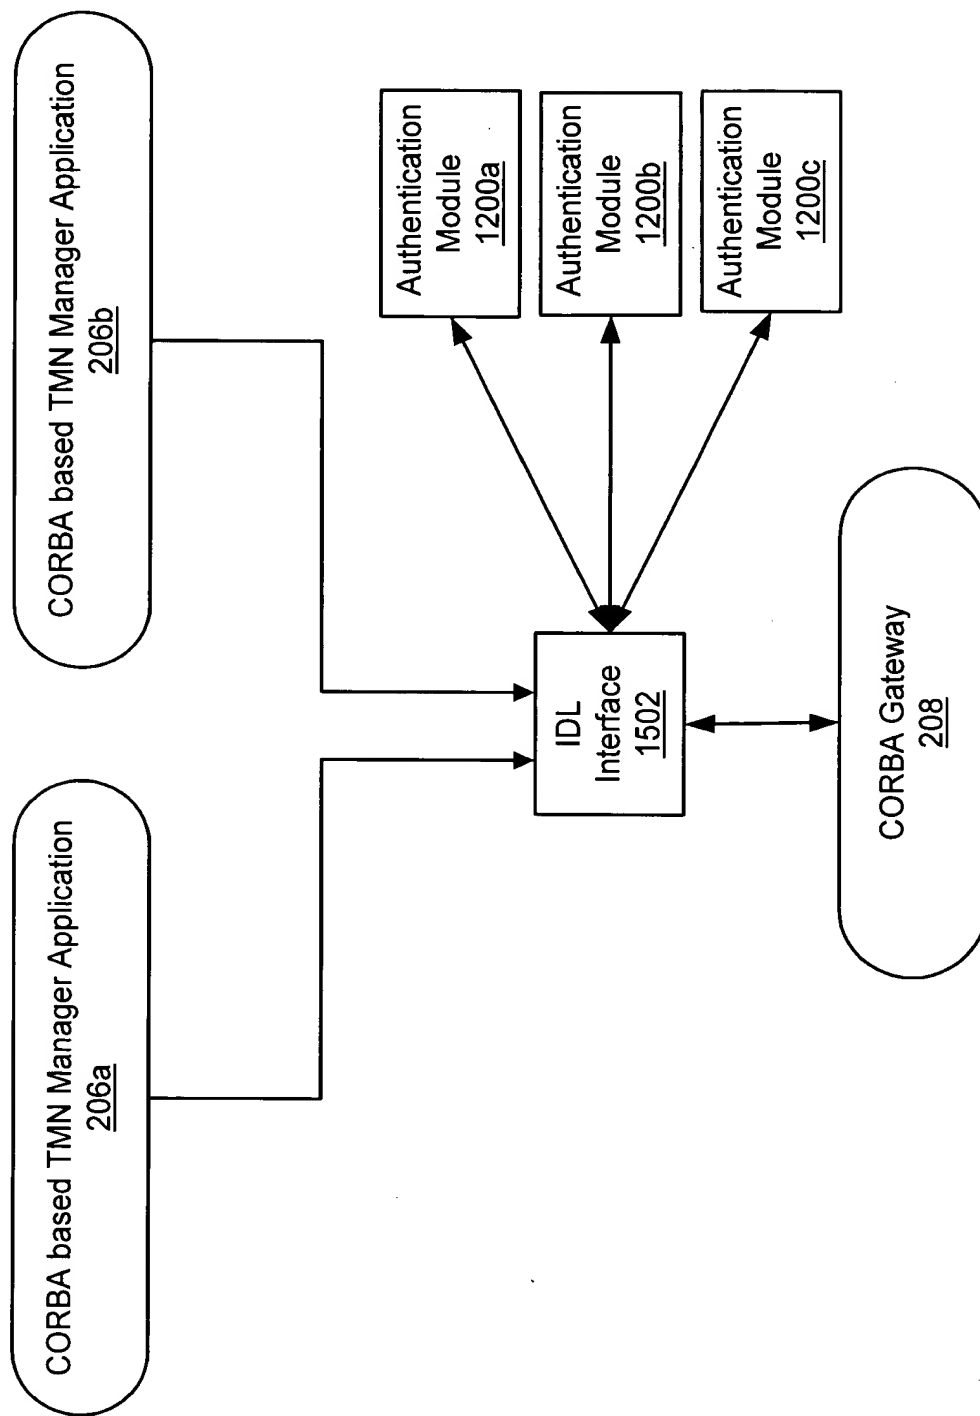 CORBA based TMN Manager Application
206a
CORBA based TMN Manager Application
206b
Authentication
Module
1200a
Authentication
Module
1200b
Authentication
Module
1200c
IDL
Interface
1502
CORBA Gateway
208